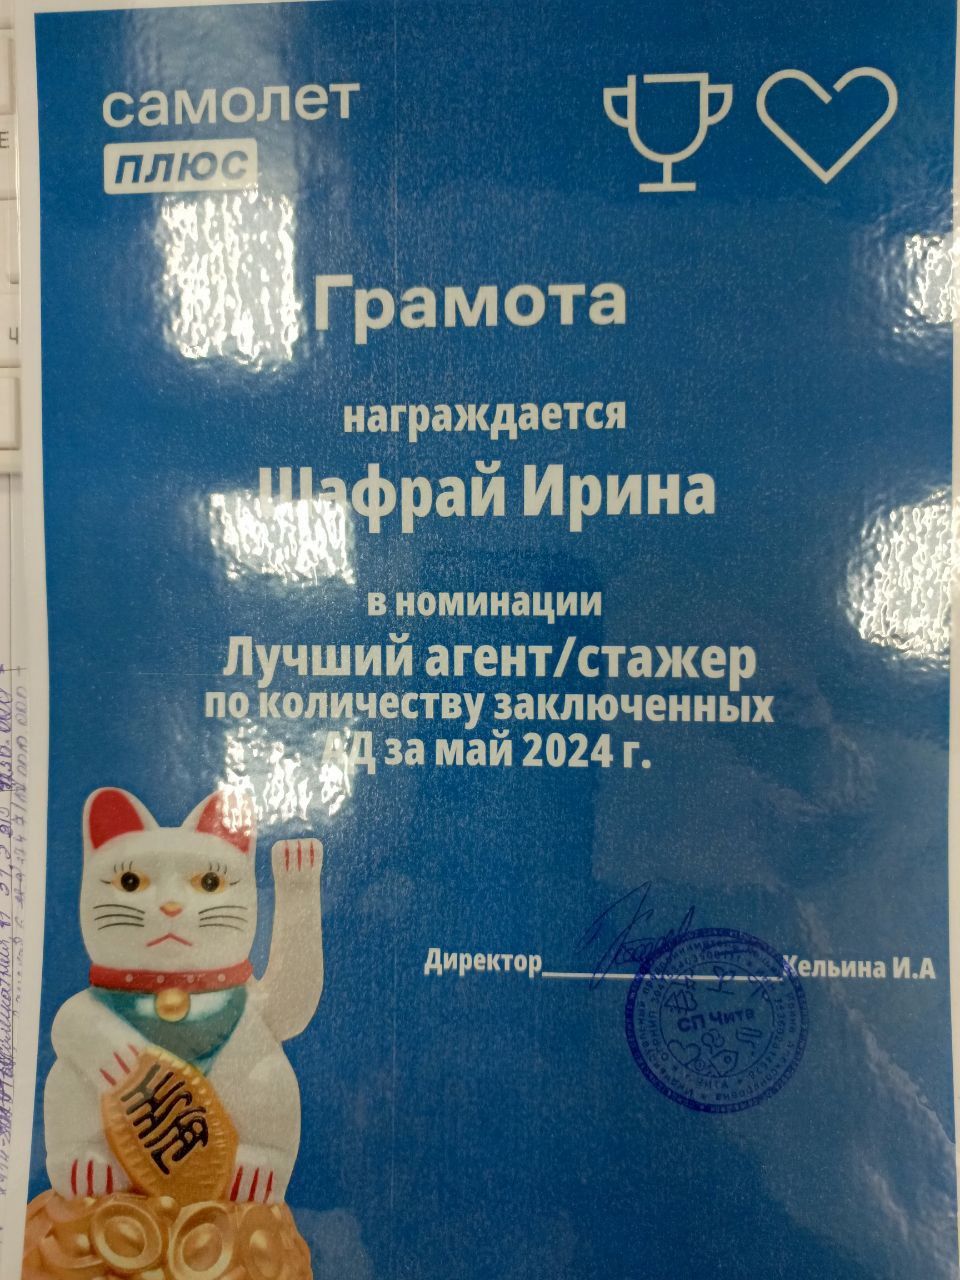 самолет
плюс
Грамота
награждается
Шафрай Ирина
в номинации
Лучший агент/стажер
по количеству заключенных
АД за май 2024 г.
Директор Кельина И.А
СП Чита